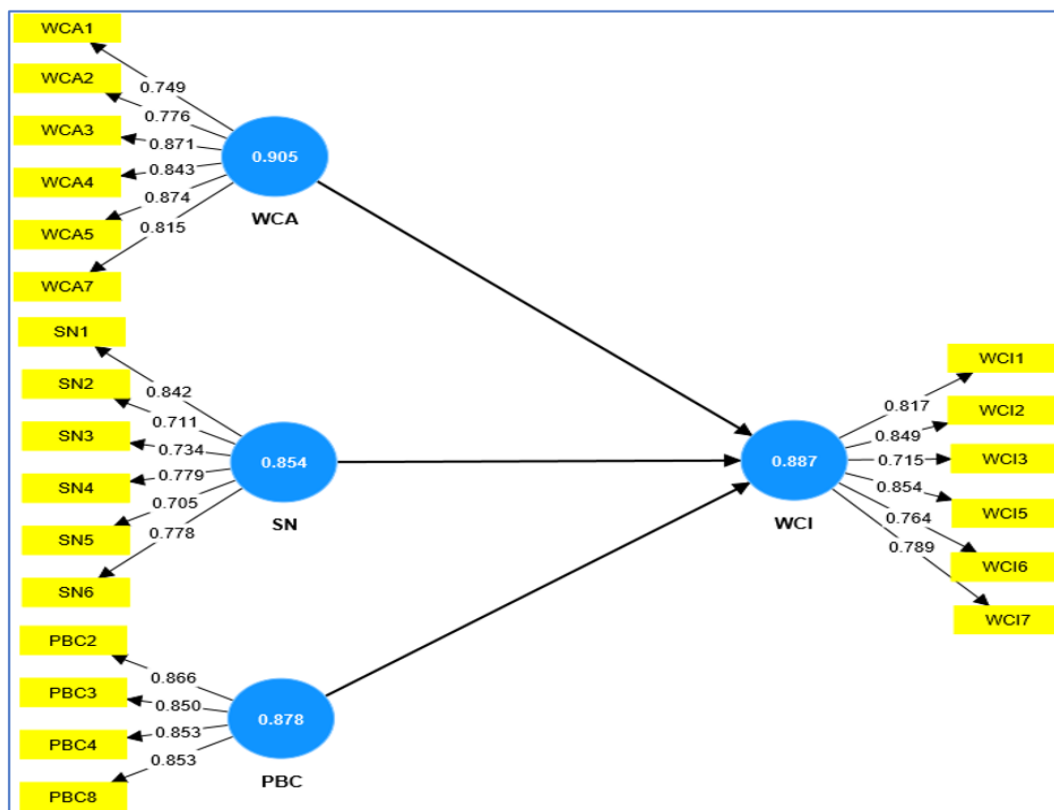 WCA1
WCA2
WCA3
WCA4
WCA5
WCA7
0.749
0.776
0.871
0.843
0.874
0.815
0.905
WCA
SN1
SN2
SN3
SN4
SN5
SN6
0.842
0.711
0.734
0.779
0.705
0.778
0.854
SN
PBC2
PBC3
PBC4
PBC8
0.866
0.850
0.853
0.853
0.878
PBC
0.887
WCI
0.817
0.849
0.715
0.854
0.764
0.789
WCI1
WCI2
WCI3
WCI5
WCI6
WCI7